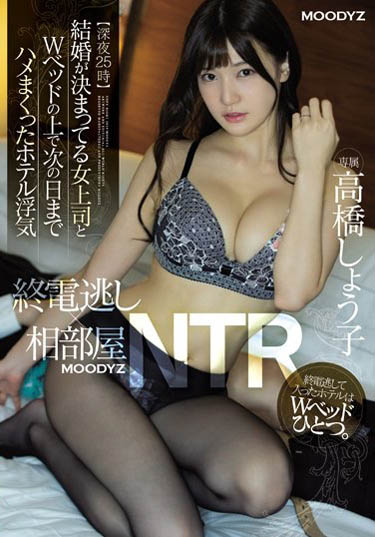 MOODYZ
【深夜25時】
結婚が決まってる女上司と
Wベッドの上で次の日まで
ハメまくったホテル浮気
専属
高橋しょう子
終電逃し
×
相部屋
NTR
MOODYZ
終電逃して
入ったホテルは
Wベッド
ひとつ。